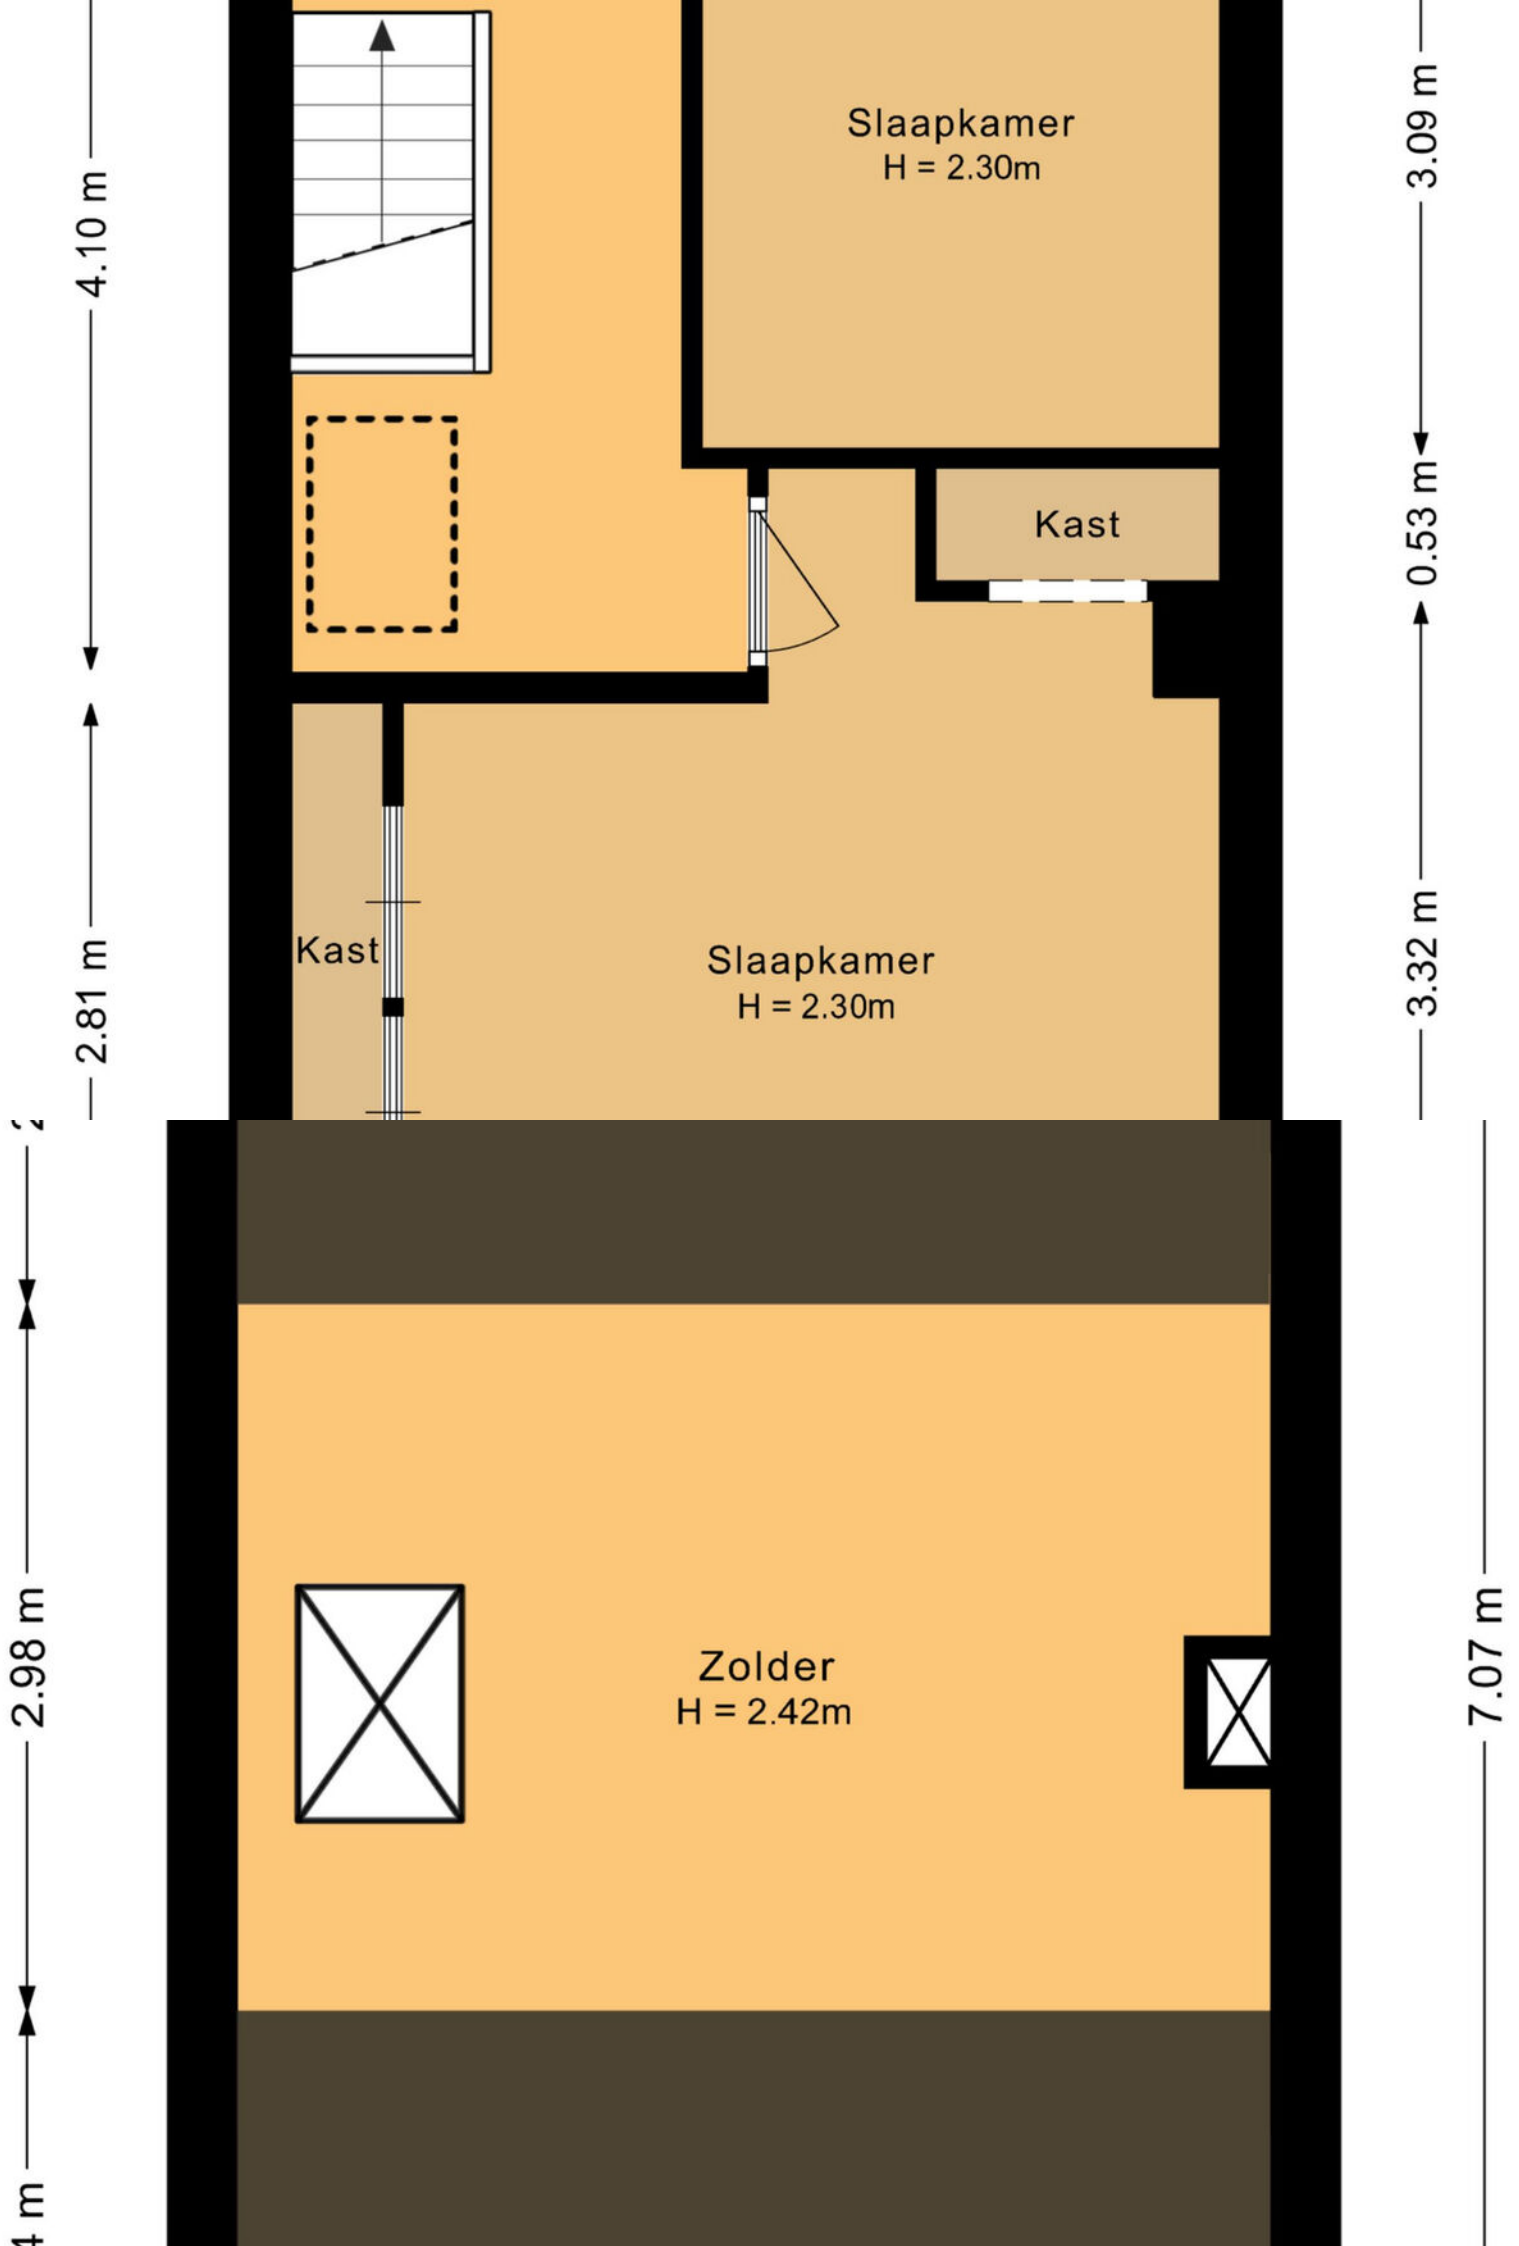 Slaapkamer
H = 2.30m
3.09 m
4.10 m
Kast
0.53 m
Kast
Slaapkamer
H = 2.30m
2.81 m
3.32 m
Zolder
H = 2.42m
2.98 m
7.07 m
4 m